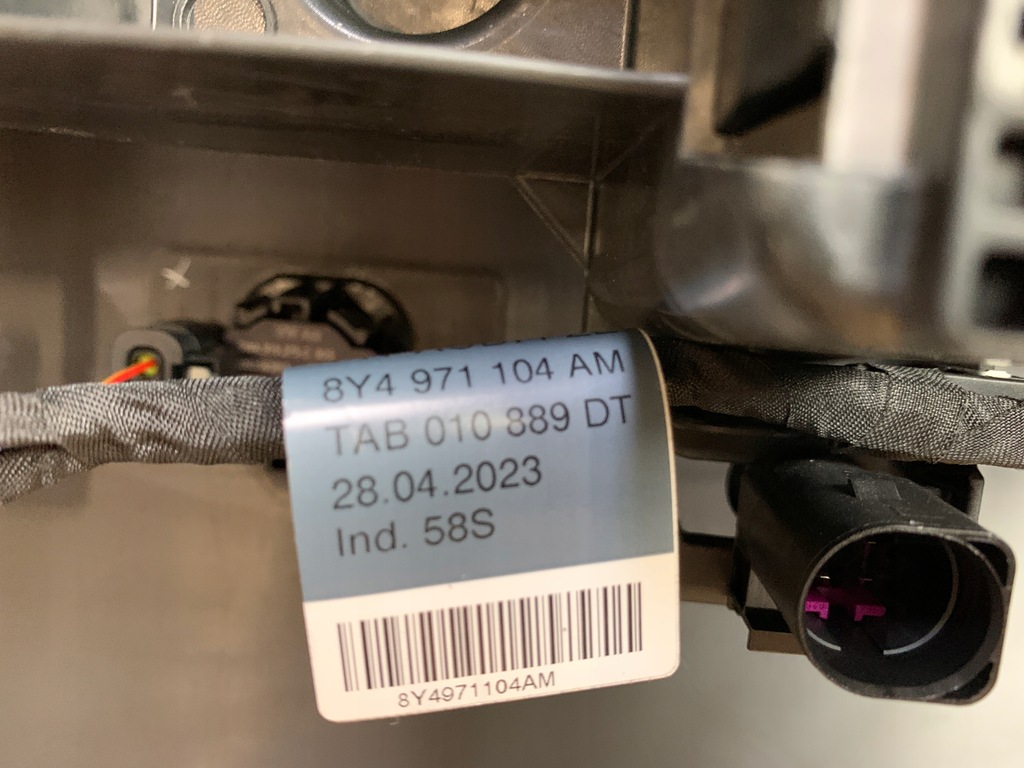 8Y4 971 104 AM
TAB 010 889 DT
28.04.2023
Ind. 58S
8Y4971104AM